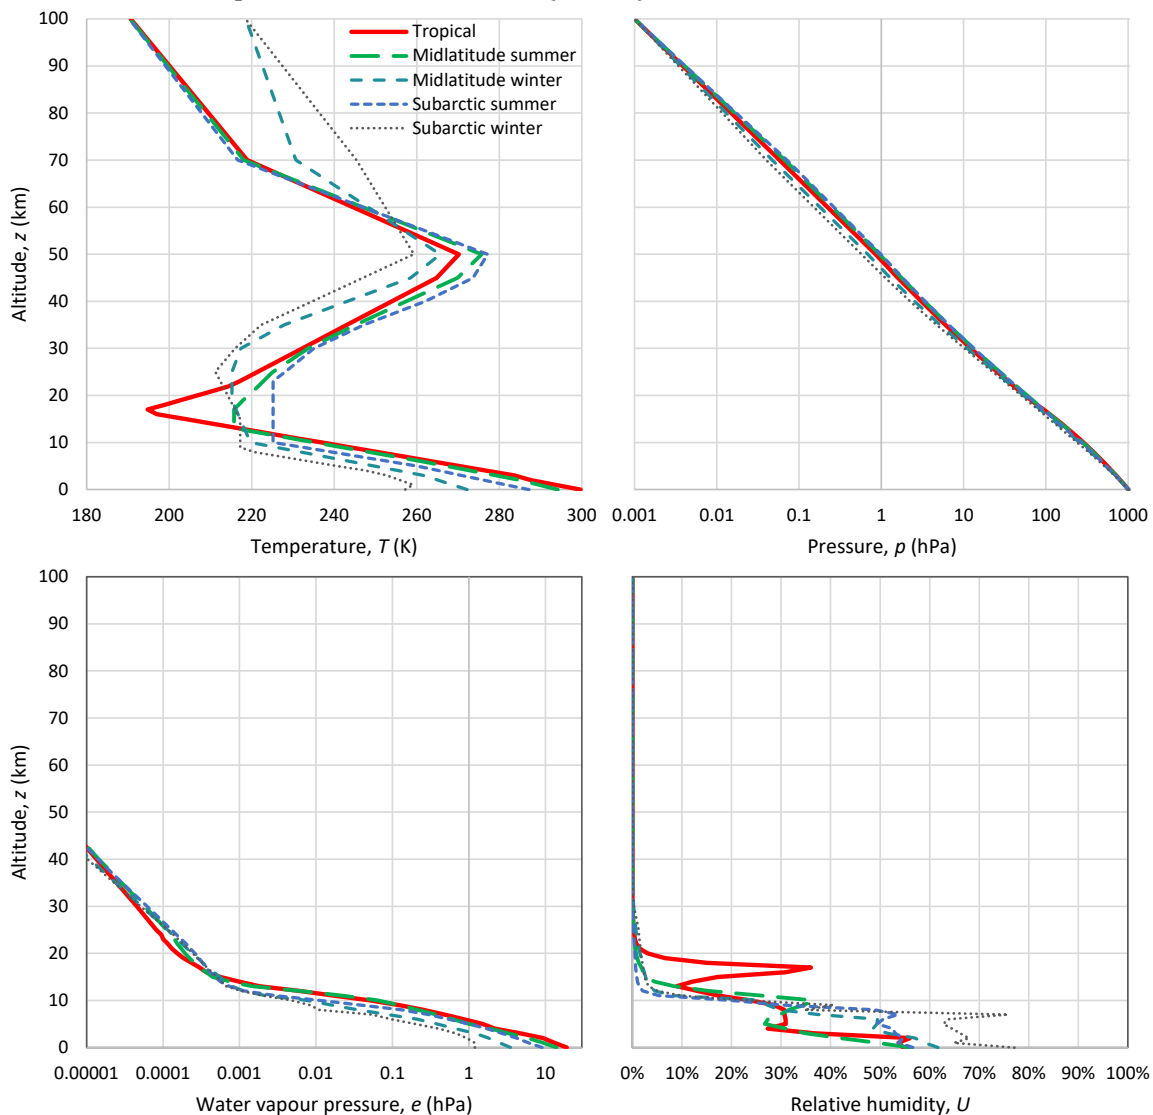 100
90
80
70
60
50
40
30
20
10
0
Altitude, z (km)
180 200 220 240 260 280 300
Temperature, T (K)
Tropical
Midlatitude summer
Midlatitude winter
Subarctic summer
Subarctic winter
0.001 0.01 0.1 1 10 100 1000
Pressure, p (hPa)
100
90
80
70
60
50
40
30
20
10
0
Altitude, z (km)
0.00001 0.0001 0.001 0.01 0.1 1 10
Water vapour pressure, e (hPa)
0% 10% 20% 30% 40% 50% 60% 70% 80% 90% 100%
Relative humidity, U